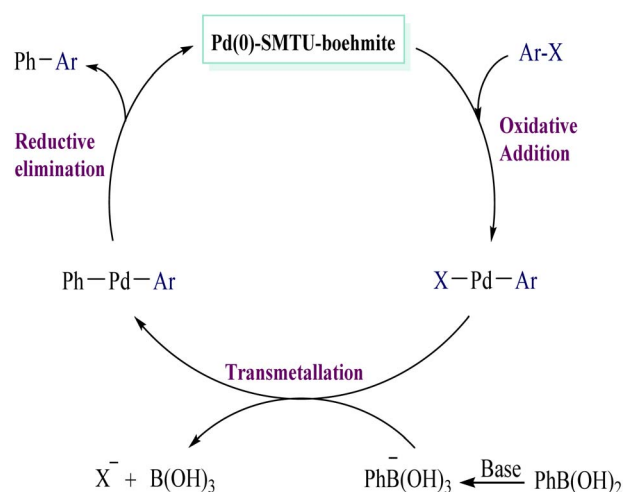 Pd(0)-SMTU-boehmite
Ph–Ar
Ar-X
Reductive
elimination
Oxidative
Addition
Ph–Pd–Ar
X–Pd–Ar
Transmetallation
X⁻ + B(OH)₃
PhB̄(OH)₃
Base
PhB(OH)₂